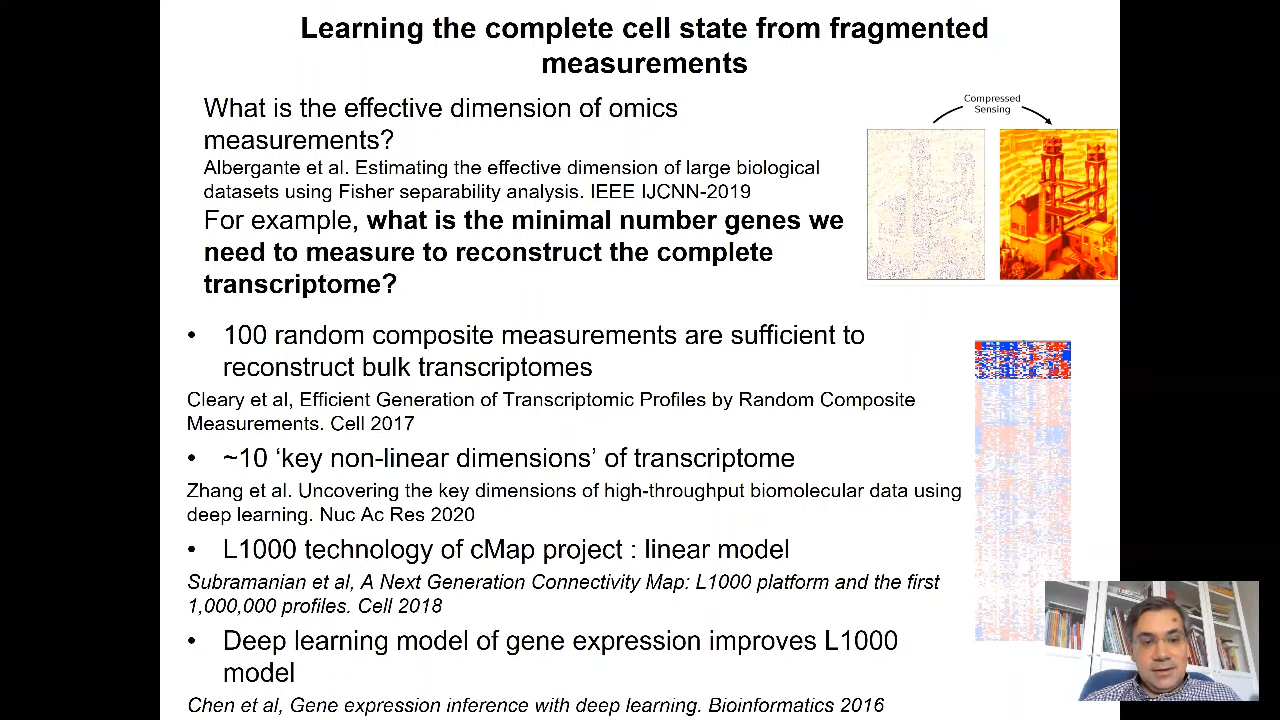 Learning the complete cell state from fragmented
measurements
What is the effective dimension of omics
measurements?
Albergante et al. Estimating the effective dimension of large biological
datasets using Fisher separability analysis. IEEE IJCNN-2019
For example, what is the minimal number genes we
need to measure to reconstruct the complete
transcriptome?
Compressed
Sensing
• 100 random composite measurements are sufficient to
reconstruct bulk transcriptomes
Cleary et al, Efficient Generation of Transcriptomic Profiles by Random Composite
Measurements. Cell 2017
• ~10 ‘key non-linear dimensions’ of transcriptome
Zhang et al. Uncovering the key dimensions of high-throughput biomolecular data using
deep learning. Nuc Ac Res 2020
• L1000 technology of cMap project : linear model
Subramanian et al, A Next Generation Connectivity Map: L1000 platform and the first
1,000,000 profiles. Cell 2018
• Deep learning model of gene expression improves L1000
model
Chen et al, Gene expression inference with deep learning. Bioinformatics 2016